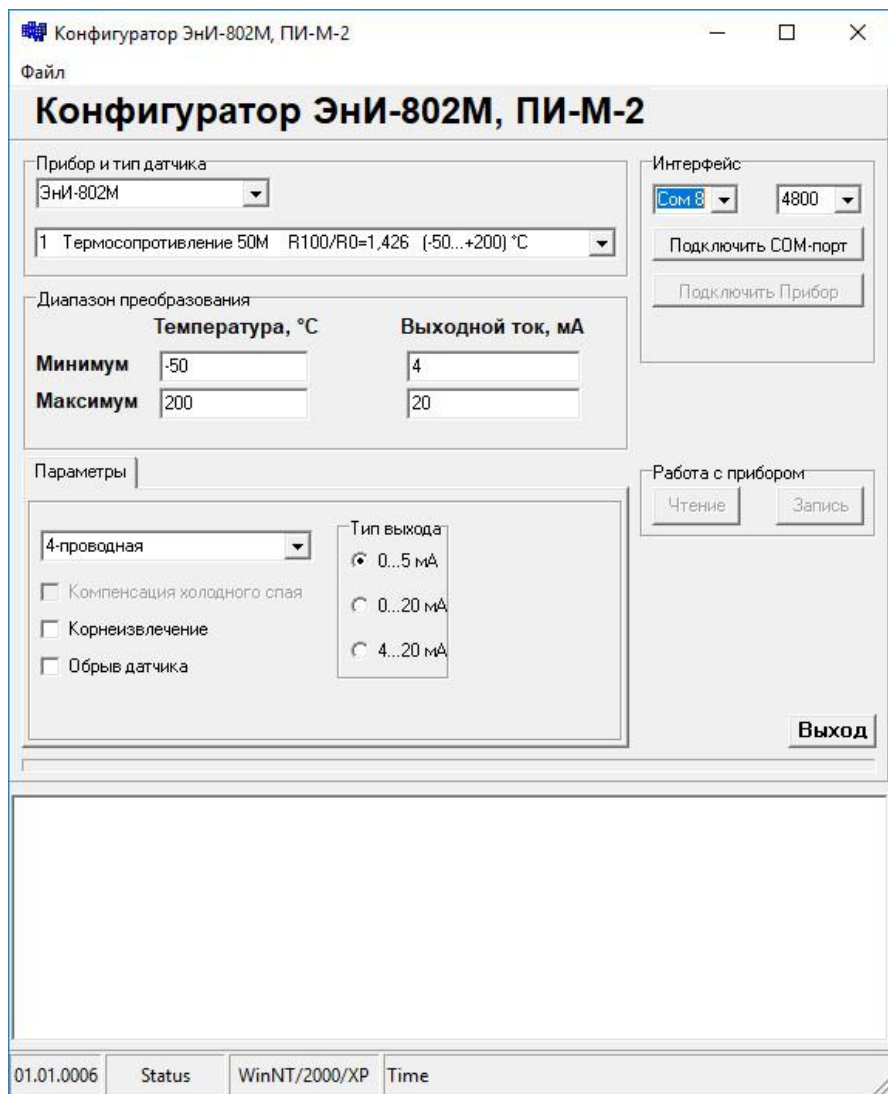 Конфигуратор ЭнИ-802М, ПИ-М-2
Файл
Конфигуратор ЭнИ-802М, ПИ-М-2
Прибор и тип датчика
ЭнИ-802М
1 Термосопротивление 50М R100/R0=1,426 (-50...+200) °C
Интерфейс
Com 8 4800
Подключить COM-порт
Подключить Прибор
Диапазон преобразования
Температура, °C Выходной ток, мА
Минимум -50 4
Максимум 200 20
Параметры
4-проводная
Компенсация холодного спая
Корнеизвлечение
Обрыв датчика
Тип выхода
0...5 мА
0...20 мА
4...20 мА
Работа с прибором
Чтение Запись
Выход
01.01.0006 Status WinNT/2000/XP Time